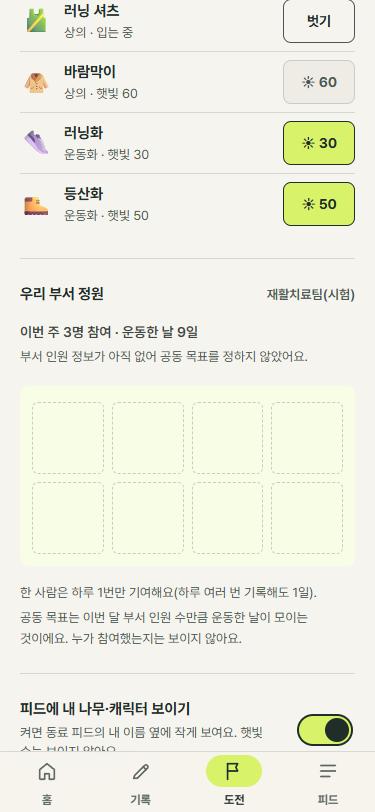 러닝 셔츠
상의 · 입는 중
벗기
바람막이
상의 · 햇빛 60
☀ 60
러닝화
운동화 · 햇빛 30
☀ 30
등산화
운동화 · 햇빛 50
☀ 50
우리 부서 정원
재활치료팀(시험)
이번 주 3명 참여 · 운동한 날 9일
부서 인원 정보가 아직 없어 공동 목표를 정하지 않았어요.
한 사람은 하루 1번만 기여해요(하루 여러 번 기록해도 1일).
공동 목표는 이번 달 부서 인원 수만큼 운동한 날이 모이는
것이에요. 누가 참여했는지는 보이지 않아요.
피드에 내 나무·캐릭터 보이기
켜면 동료 피드의 내 이름 옆에 작게 보여요. 햇빛
수는 보이지 않아요.
홈
기록
도전
피드